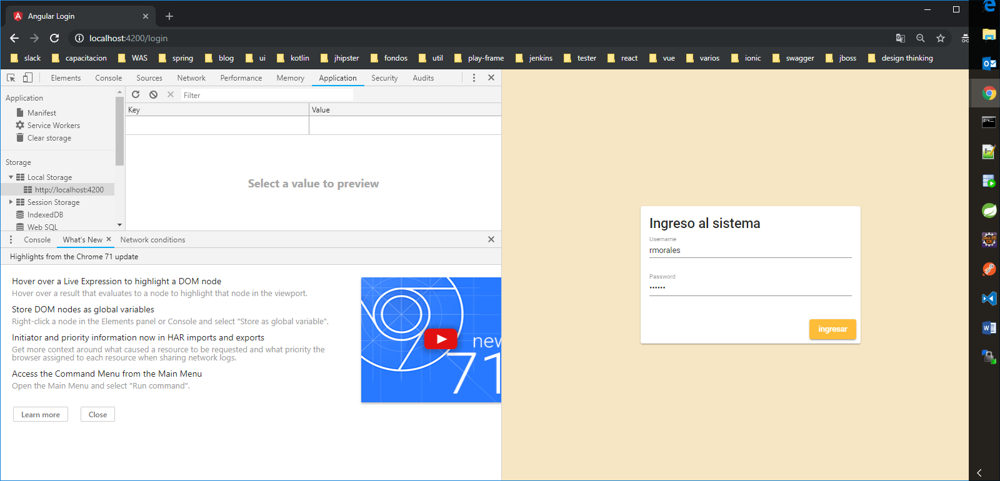 Angular Login
localhost:4200/login
slack capacitacion WAS spring blog ui kotlin jhipster fondos util play-frame jenkins tester react vue varios ionic swagger jboss design thinking
Elements Console Sources Network Performance Memory Application Security Audits
Application
Manifest
Service Workers
Clear storage
Storage
Local Storage
http://localhost:4200
Session Storage
IndexedDB
Web SQL
Filter
Key Value
Select a value to preview
Console What's New Network conditions
Highlights from the Chrome 71 update
Hover over a Live Expression to highlight a DOM node
Hover over a result that evaluates to a node to highlight that node in the viewport.
Store DOM nodes as global variables
Right-click a node in the Elements panel or Console and select "Store as global variable".
Initiator and priority information now in HAR imports and exports
Get more context around what caused a resource to be requested and what priority the
browser assigned to each resource when sharing network logs.
Access the Command Menu from the Main Menu
Open the Main Menu and select "Run command".
Learn more Close
new
71
Ingreso al sistema
Username
rmorales
Password
••••••
ingresar